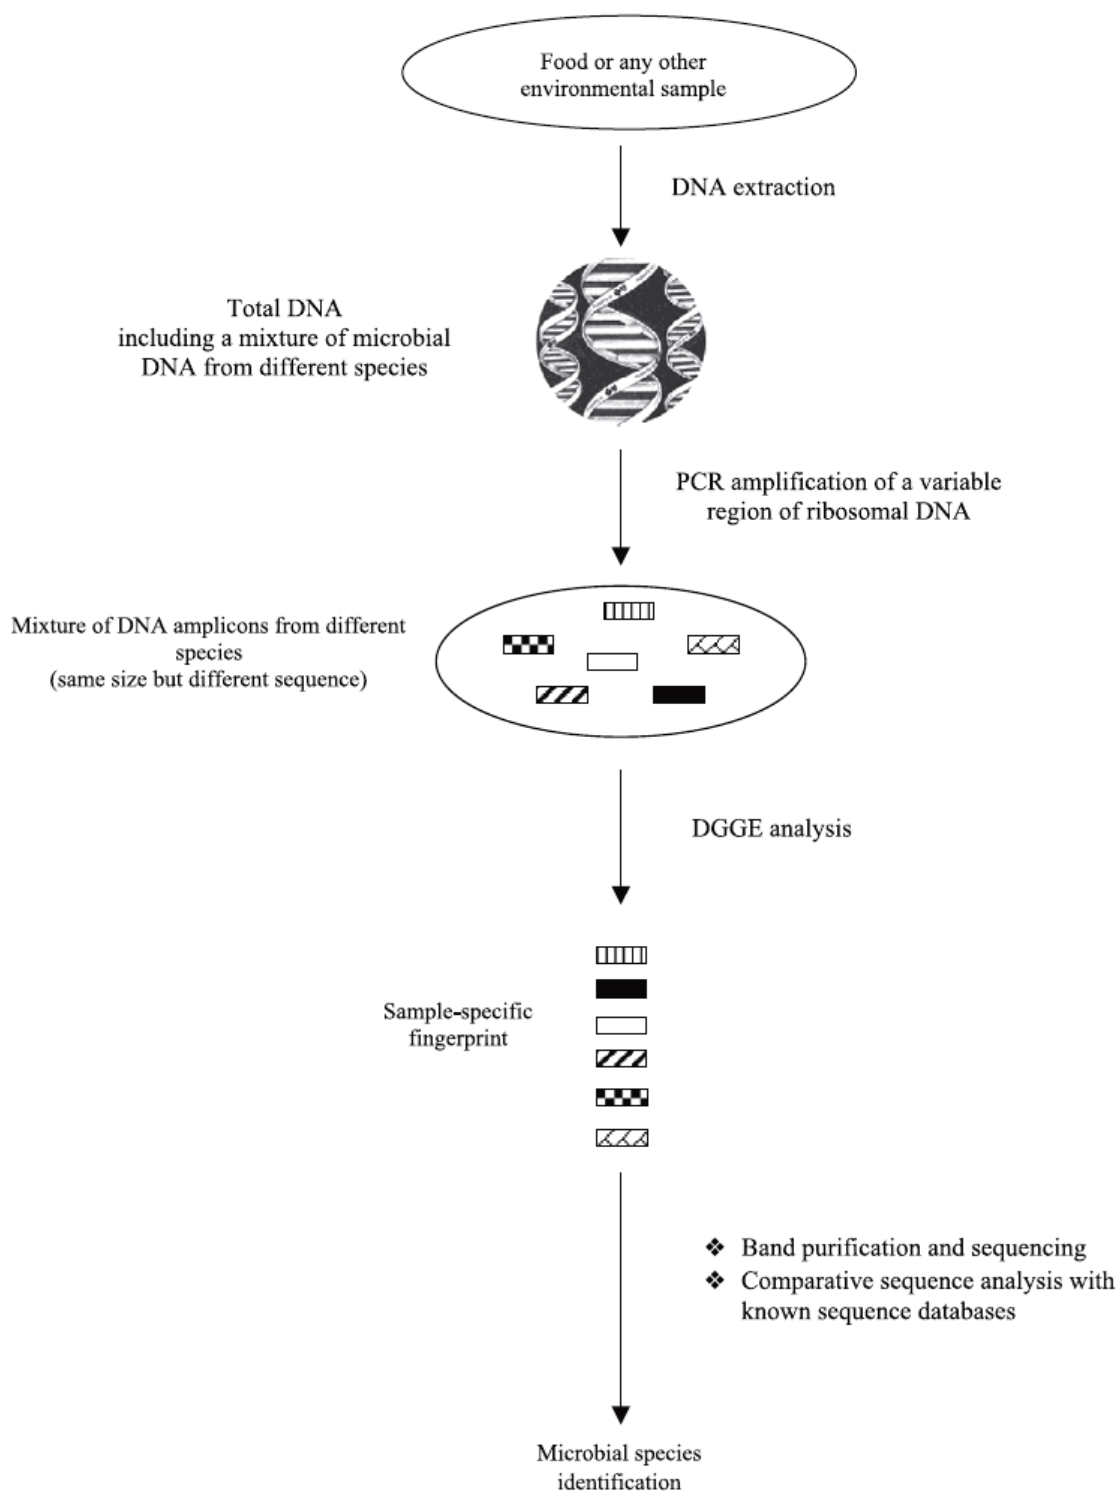 Food or any other
environmental sample
DNA extraction
Total DNA
including a mixture of microbial
DNA from different species
PCR amplification of a variable
region of ribosomal DNA
Mixture of DNA amplicons from different
species
(same size but different sequence)
DGGE analysis
Sample-specific
fingerprint
❖ Band purification and sequencing
❖ Comparative sequence analysis with
known sequence databases
Microbial species
identification